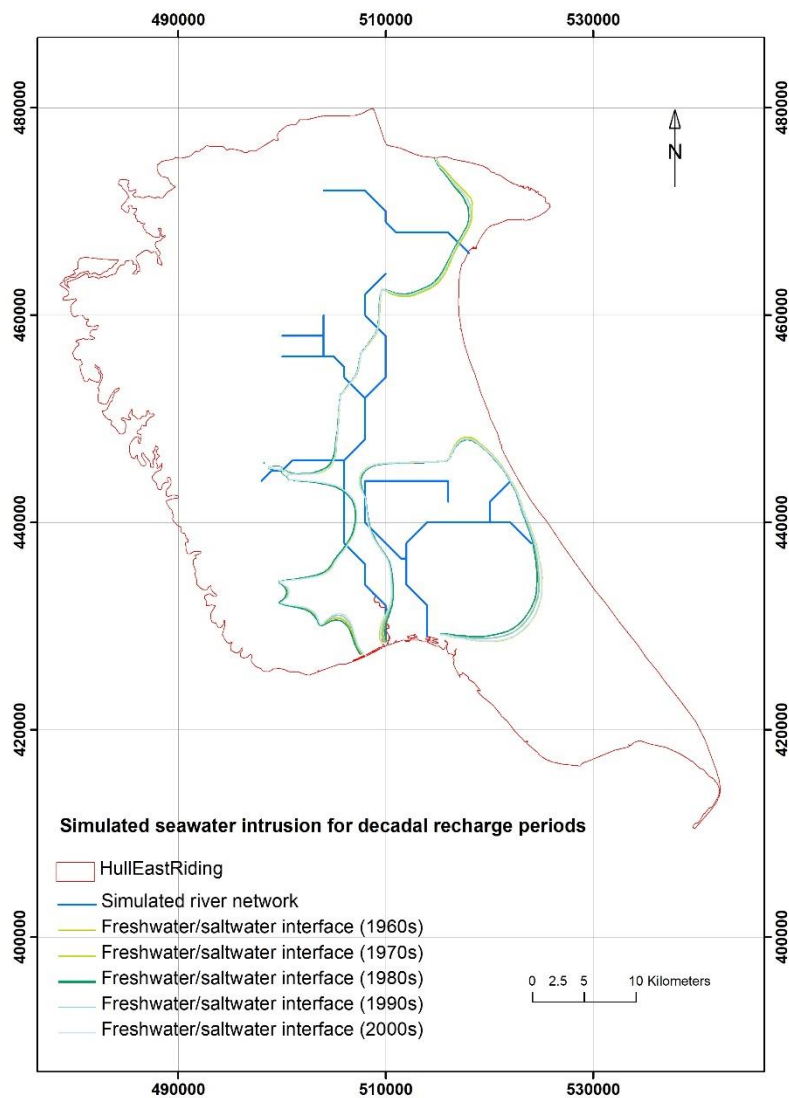 490000 510000 530000
480000 480000
N
460000 460000
440000 440000
420000 420000
Simulated seawater intrusion for decadal recharge periods
HullEastRiding
Simulated river network
Freshwater/saltwater interface (1960s)
400000 400000
Freshwater/saltwater interface (1970s)
Freshwater/saltwater interface (1980s)
0 2.5 5 10 Kilometers
Freshwater/saltwater interface (1990s)
Freshwater/saltwater interface (2000s)
490000 510000 530000